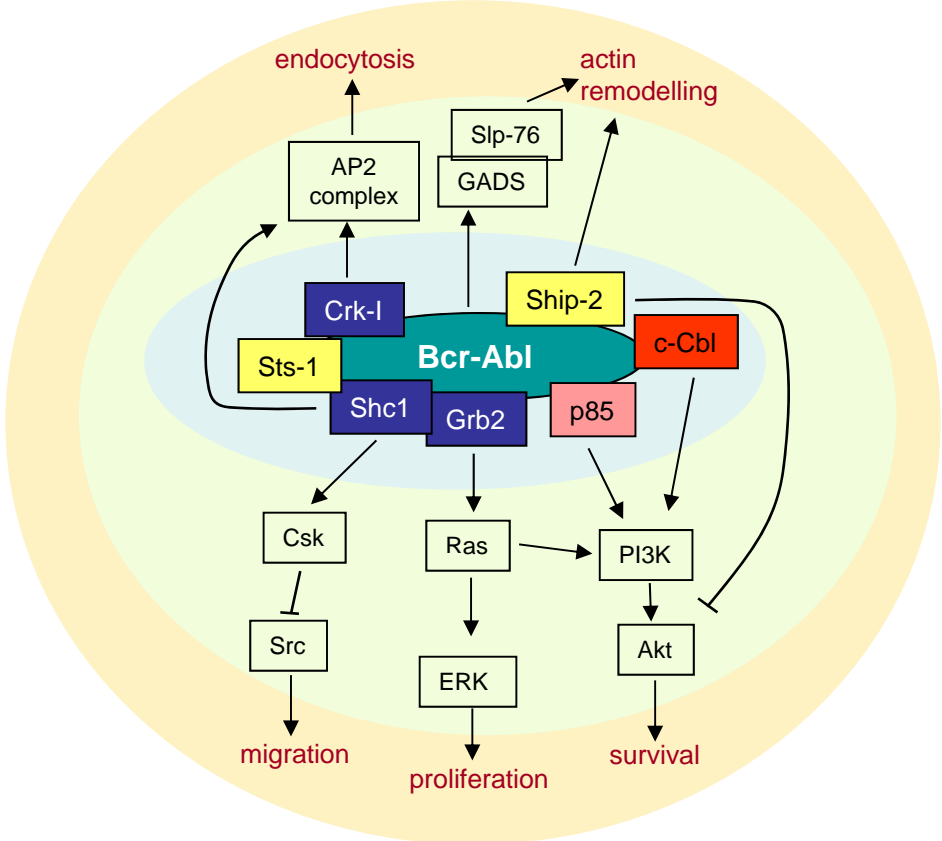 endocytosis
actin
remodelling
Slp-76
AP2
complex
GADS
Crk-I
Ship-2
Bcr-Abl
c-Cbl
Sts-1
Shc1
Grb2
p85
Csk
Ras
PI3K
Src
Akt
ERK
migration
survival
proliferation